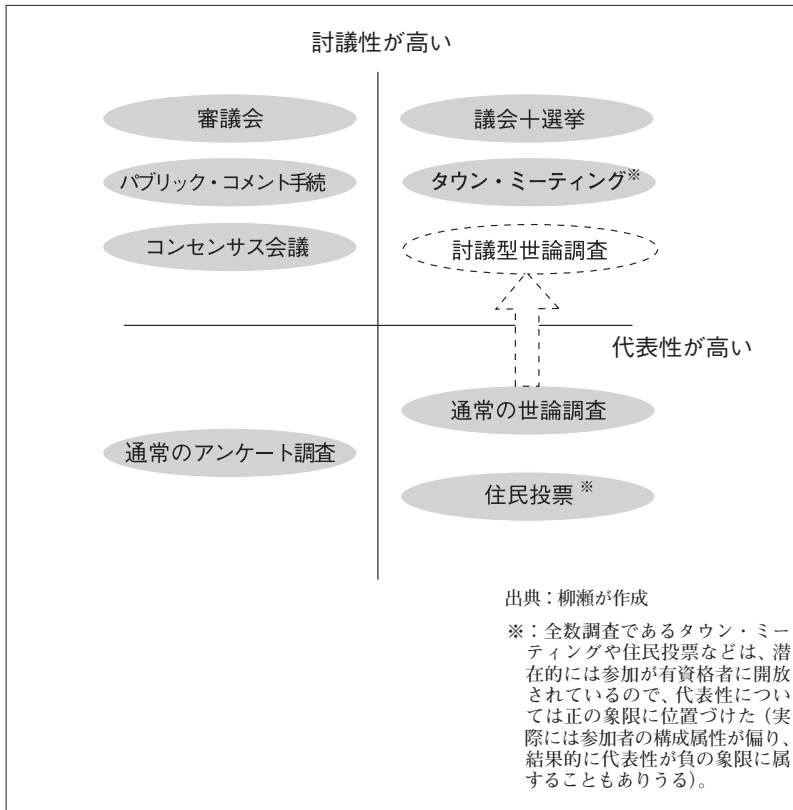 討議性が高い
審議会
議会＋選挙
パブリック・コメント手続
タウン・ミーティング※
コンセンサス会議
討議型世論調査
代表性が高い
通常の世論調査
通常のアンケート調査
住民投票※
出典：柳瀬が作成
※：全数調査であるタウン・ミー
ティングや住民投票などは、潜
在的には参加が有資格者に開放
されているので、代表性につい
ては正の象限に位置づけた（実
際には参加者の構成属性が偏り、
結果的に代表性が負の象限に属
することもありうる）。